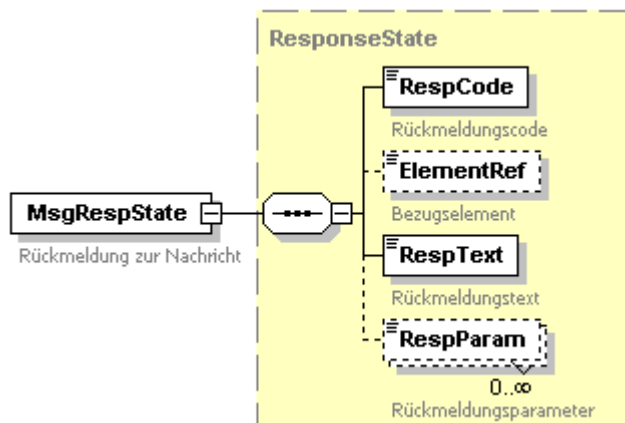 ResponseState
RespCode
Rückmeldungscode
ElementRef
Bezugselement
MsgRespState
Rückmeldung zur Nachricht
RespText
Rückmeldungstext
RespParam
0..∞
Rückmeldungsparameter